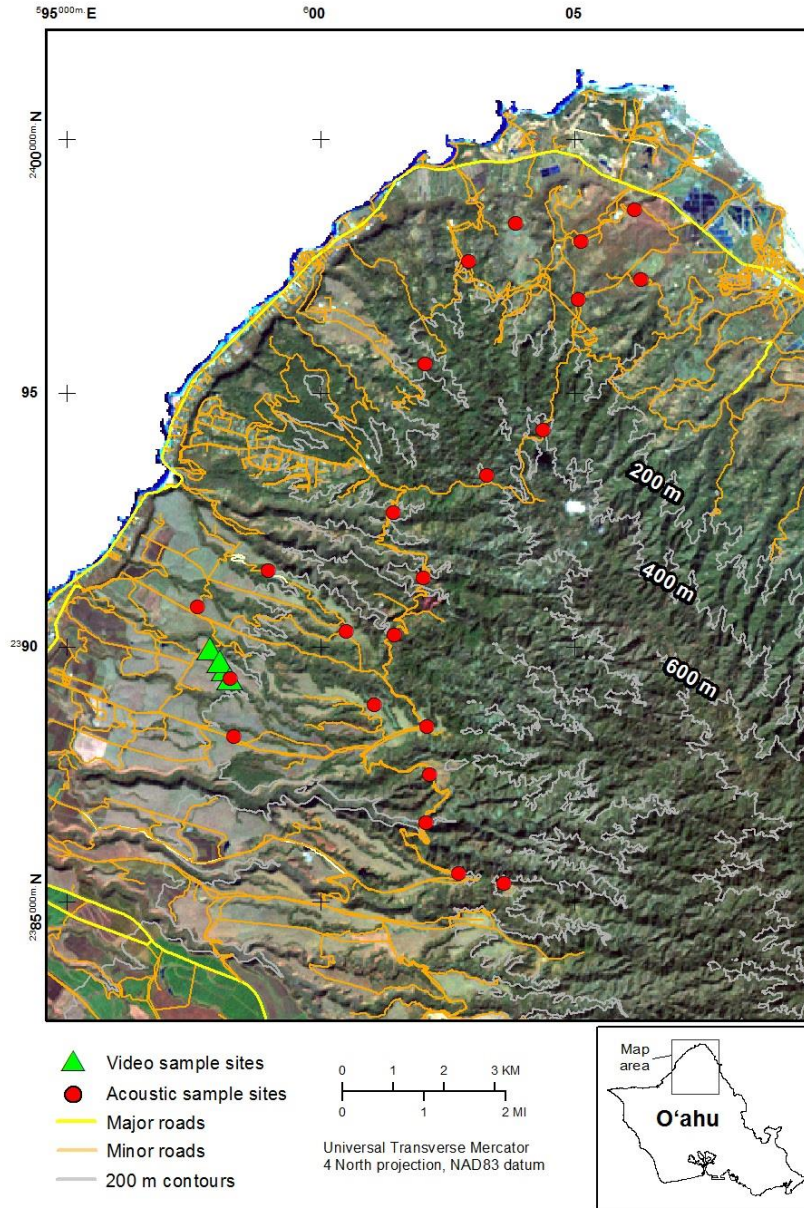 595000m. E
600
05
2400000m. N
95
2390
2385000m. N
200 m
400 m
600 m
Video sample sites
Acoustic sample sites
Major roads
Minor roads
200 m contours
0 1 2 3 KM
0 1 2 MI
Universal Transverse Mercator
4 North projection, NAD83 datum
Map
area
O‘ahu